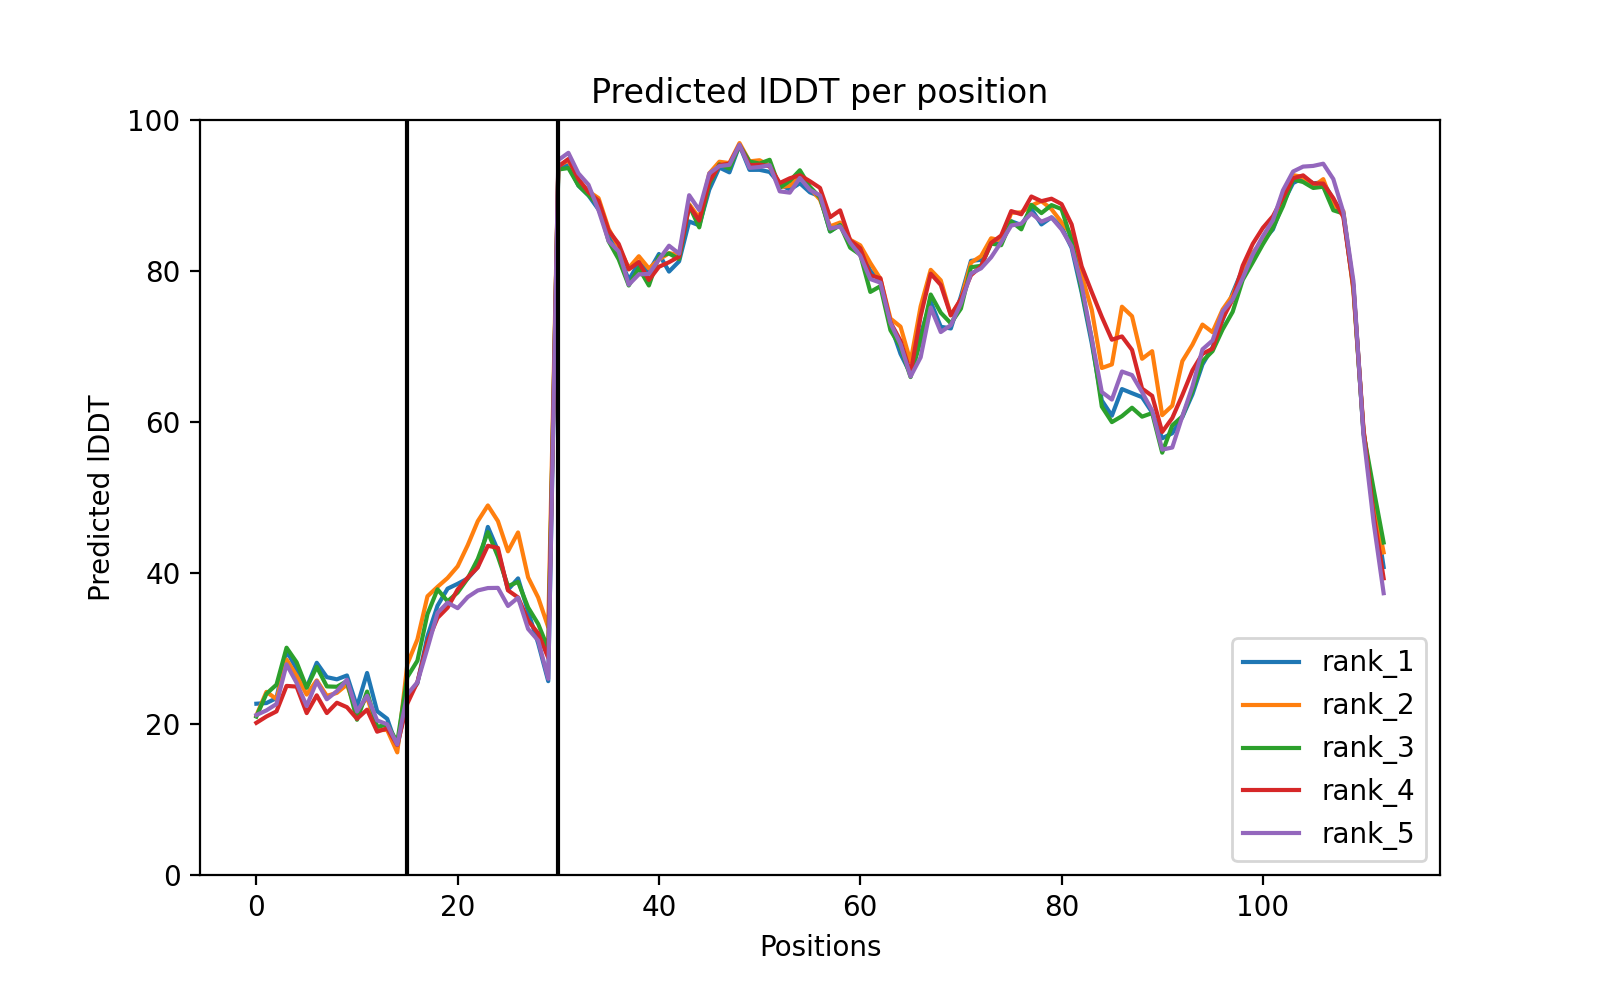 Predicted lDDT per position
100
80
60
40
20
0
Predicted lDDT
0 20 40 60 80 100
Positions
rank_1
rank_2
rank_3
rank_4
rank_5